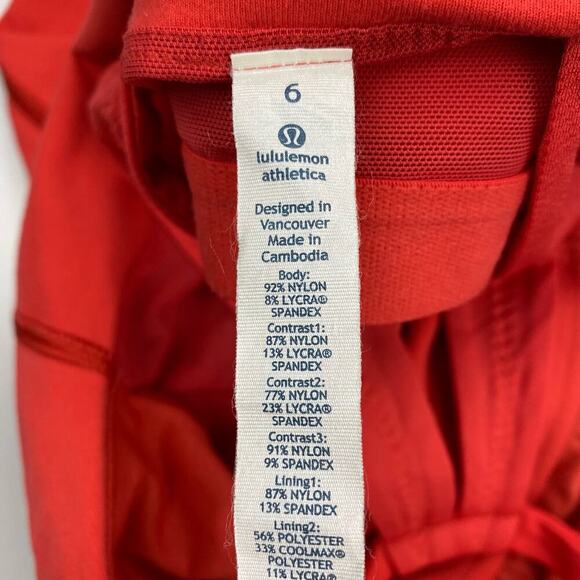 6
lululemon
athletica
Designed in
Vancouver
Made in
Cambodia
Body:
92% NYLON
8% LYCRA®
SPANDEX
Contrast1:
87% NYLON
13% LYCRA®
SPANDEX
Contrast2:
77% NYLON
23% LYCRA®
SPANDEX
Contrast3:
91% NYLON
9% SPANDEX
Lining1:
87% NYLON
13% SPANDEX
Lining2:
56% POLYESTER
33% COOLMAX®
POLYESTER
11% LYCRA®